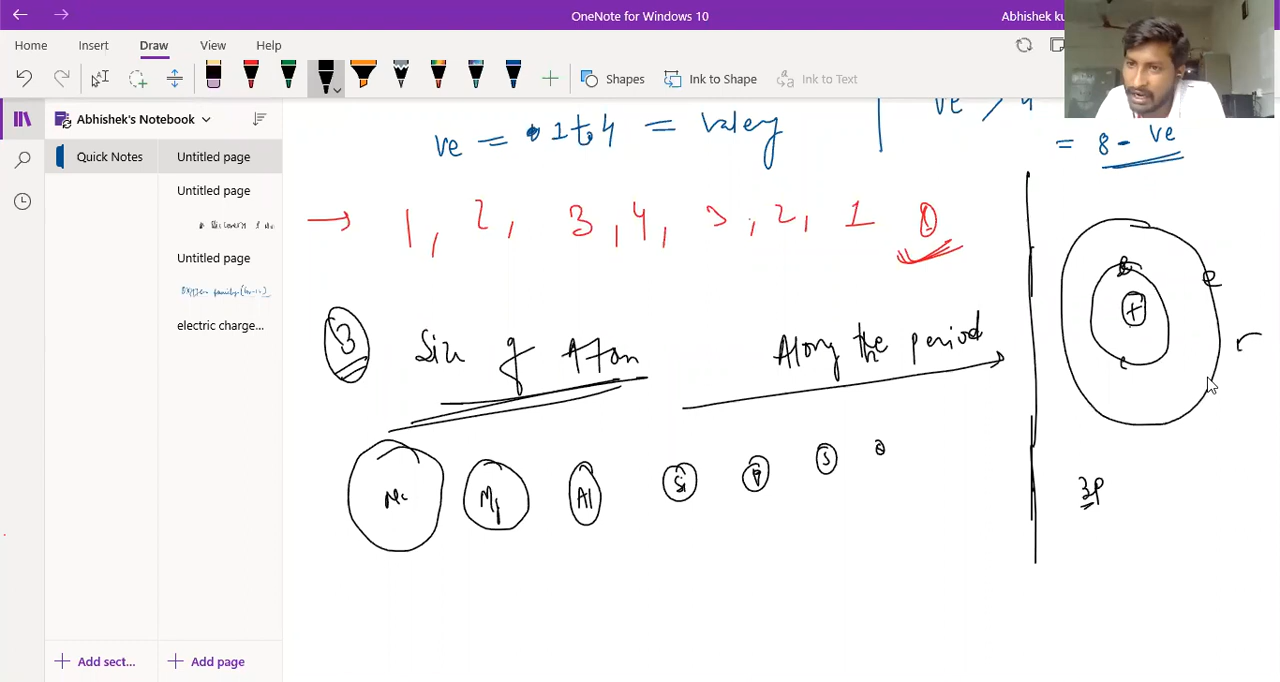 OneNote for Windows 10
Abhishek ku
Home Insert Draw View Help
Shapes Ink to Shape Ink to Text
Abhishek's Notebook
Quick Notes
Untitled page
Untitled page
Untitled page
electric charge...
Add sect...
Add page
ve = 1 to 4 = valey
= 8 - ve
→ 1, 2, 3, 4, 3, 2, 1 0
3 Size of Atom Along the period
Mg Al Si P S
e
+
3P